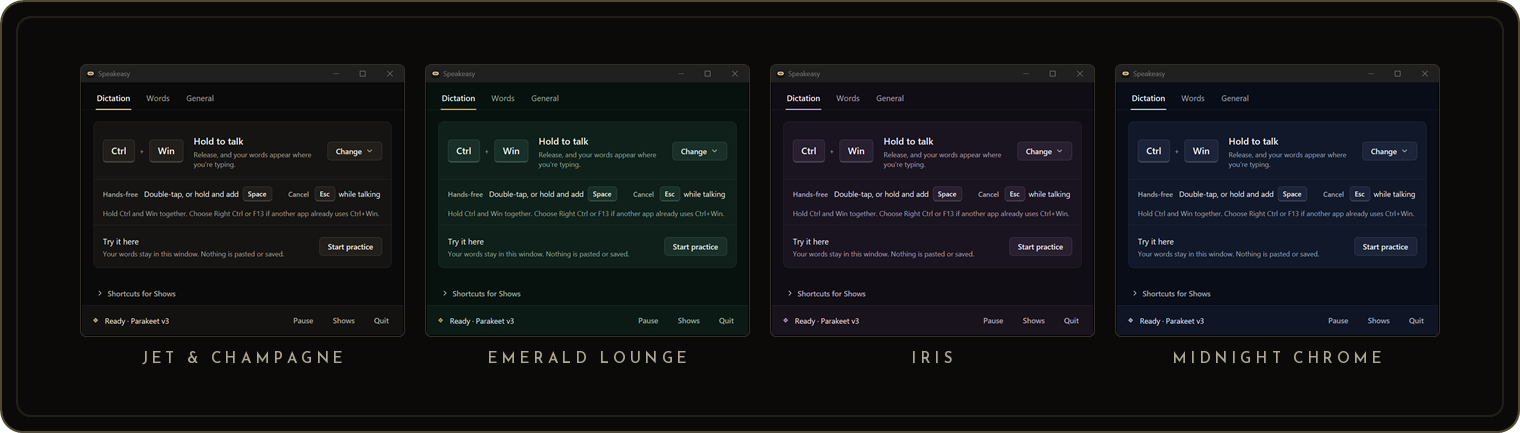 Speakeasy
Dictation Words General
Ctrl + Win
Hold to talk
Release, and your words appear where
you're typing.
Change
Hands-free Double-tap, or hold and add Space Cancel Esc while talking
Hold Ctrl and Win together. Choose Right Ctrl or F13 if another app already uses Ctrl+Win.
Try it here
Your words stay in this window. Nothing is pasted or saved.
Start practice
Shortcuts for Shows
Ready · Parakeet v3 Pause Shows Quit
JET & CHAMPAGNE
Speakeasy
Dictation Words General
Ctrl + Win
Hold to talk
Release, and your words appear where
you're typing.
Change
Hands-free Double-tap, or hold and add Space Cancel Esc while talking
Hold Ctrl and Win together. Choose Right Ctrl or F13 if another app already uses Ctrl+Win.
Try it here
Your words stay in this window. Nothing is pasted or saved.
Start practice
Shortcuts for Shows
Ready · Parakeet v3 Pause Shows Quit
EMERALD LOUNGE
Speakeasy
Dictation Words General
Ctrl + Win
Hold to talk
Release, and your words appear where
you're typing.
Change
Hands-free Double-tap, or hold and add Space Cancel Esc while talking
Hold Ctrl and Win together. Choose Right Ctrl or F13 if another app already uses Ctrl+Win.
Try it here
Your words stay in this window. Nothing is pasted or saved.
Start practice
Shortcuts for Shows
Ready · Parakeet v3 Pause Shows Quit
IRIS
Speakeasy
Dictation Words General
Ctrl + Win
Hold to talk
Release, and your words appear where
you're typing.
Change
Hands-free Double-tap, or hold and add Space Cancel Esc while talking
Hold Ctrl and Win together. Choose Right Ctrl or F13 if another app already uses Ctrl+Win.
Try it here
Your words stay in this window. Nothing is pasted or saved.
Start practice
Shortcuts for Shows
Ready · Parakeet v3 Pause Shows Quit
MIDNIGHT CHROME